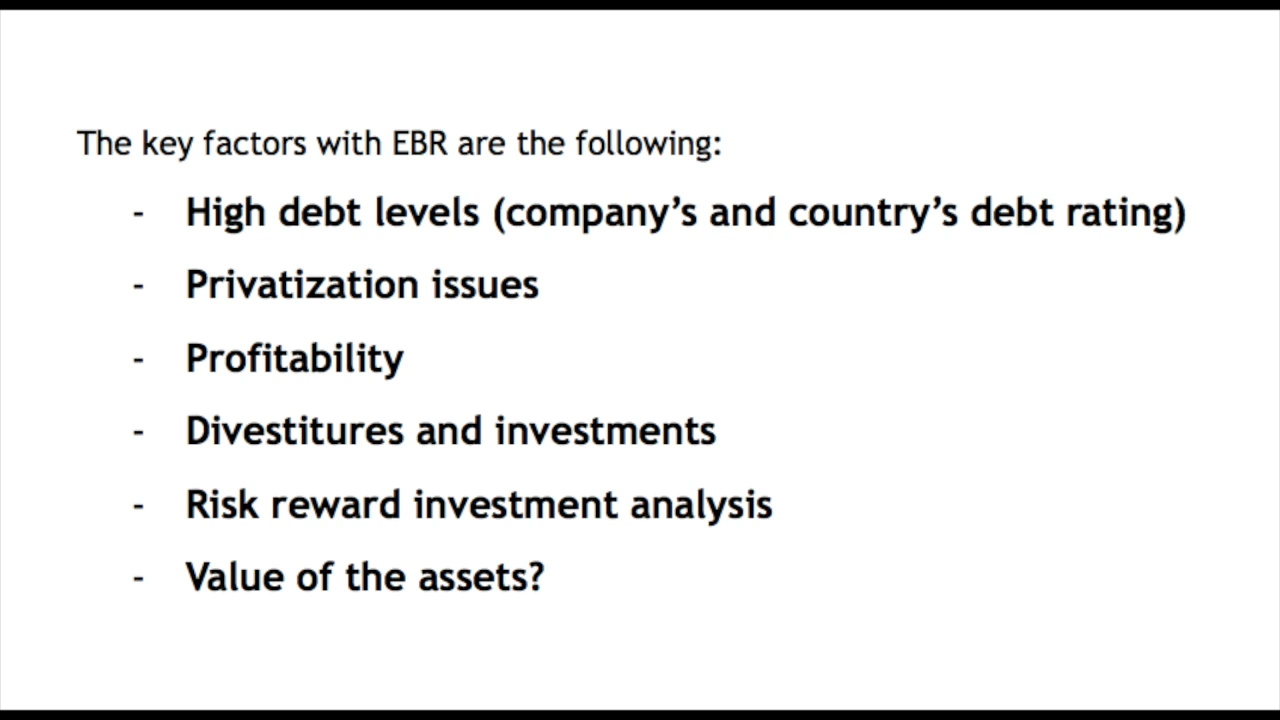 The key factors with EBR are the following:
- High debt levels (company’s and country’s debt rating)
- Privatization issues
- Profitability
- Divestitures and investments
- Risk reward investment analysis
- Value of the assets?